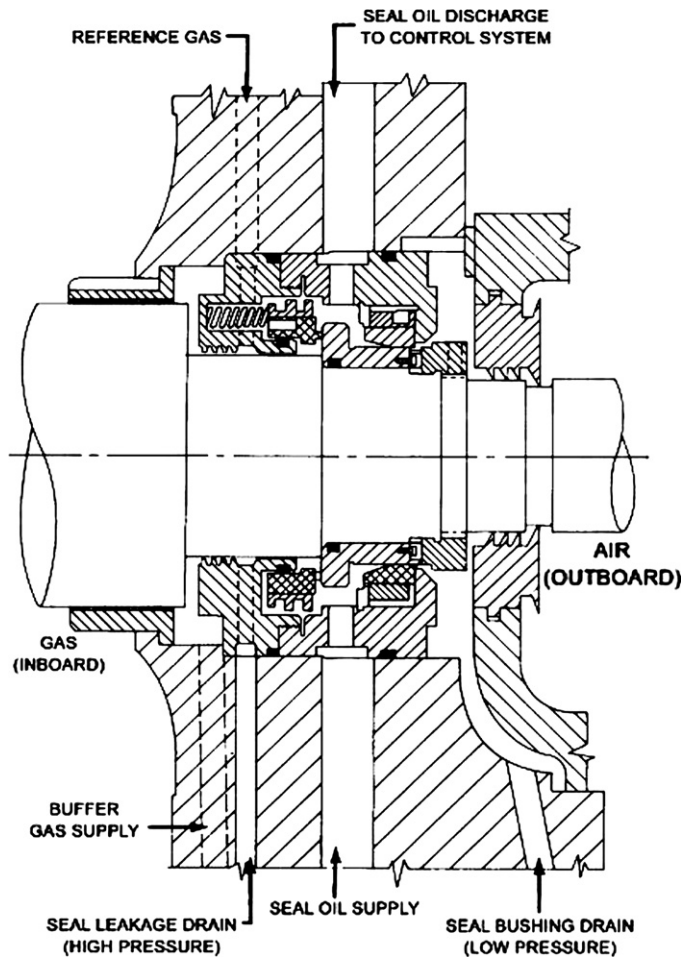 SEAL OIL DISCHARGE
TO CONTROL SYSTEM
REFERENCE GAS
AIR
(OUTBOARD)
GAS
(INBOARD)
BUFFER
GAS SUPPLY
SEAL LEAKAGE DRAIN
(HIGH PRESSURE)
SEAL OIL SUPPLY
SEAL BUSHING DRAIN
(LOW PRESSURE)